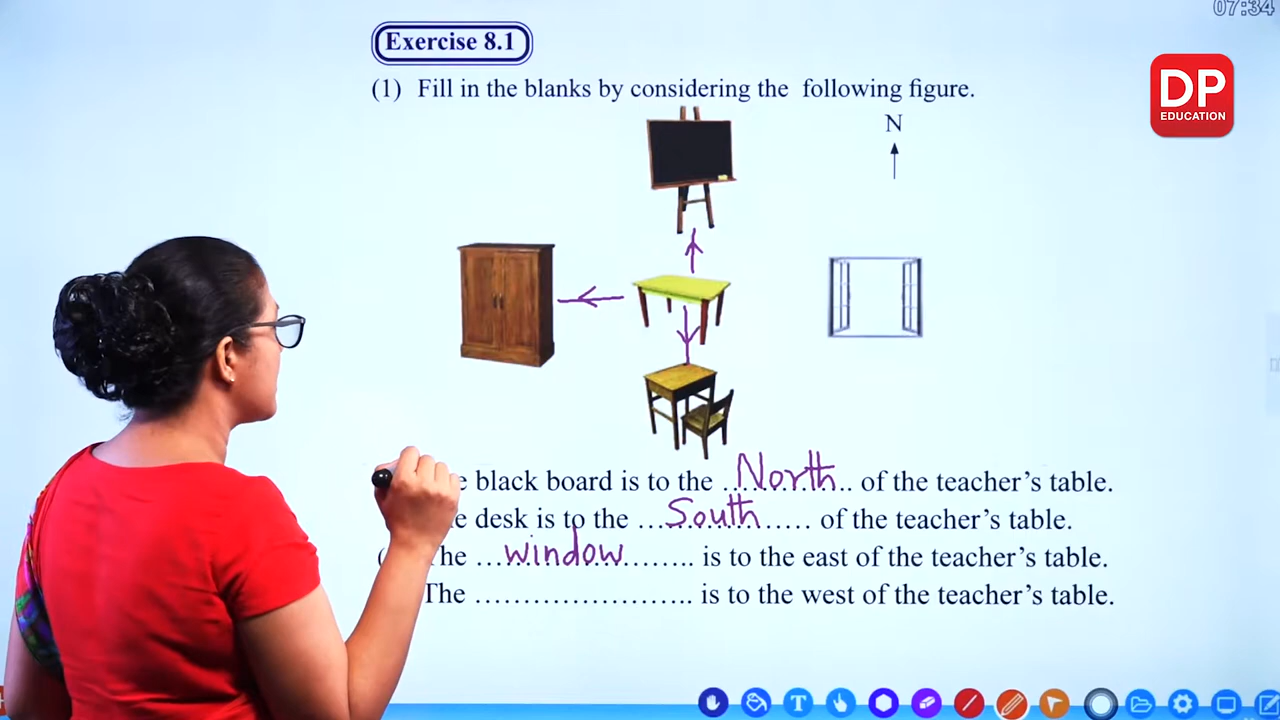 07:34
Exercise 8.1
DP
EDUCATION
(1) Fill in the blanks by considering the following figure.
N
black board is to the ...North... of the teacher's table.
desk is to the ...South... of the teacher's table.
The ...window... is to the east of the teacher's table.
The ........................ is to the west of the teacher's table.
T